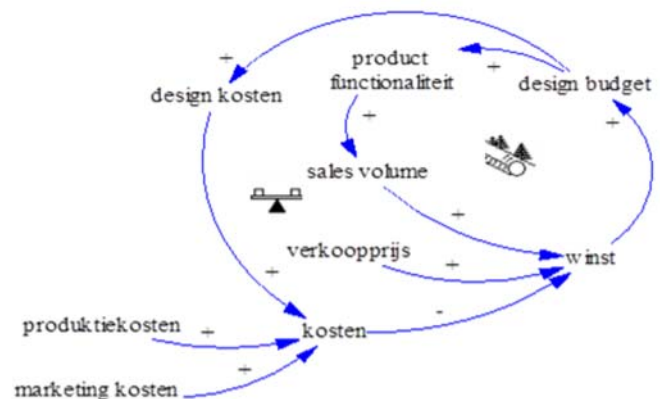 +
product
functionaliteit
+
design budget
design kosten
+
+
sales volume
+
verkoopprijs
+
winst
+
produktiekosten
+
kosten
-
+
marketing kosten